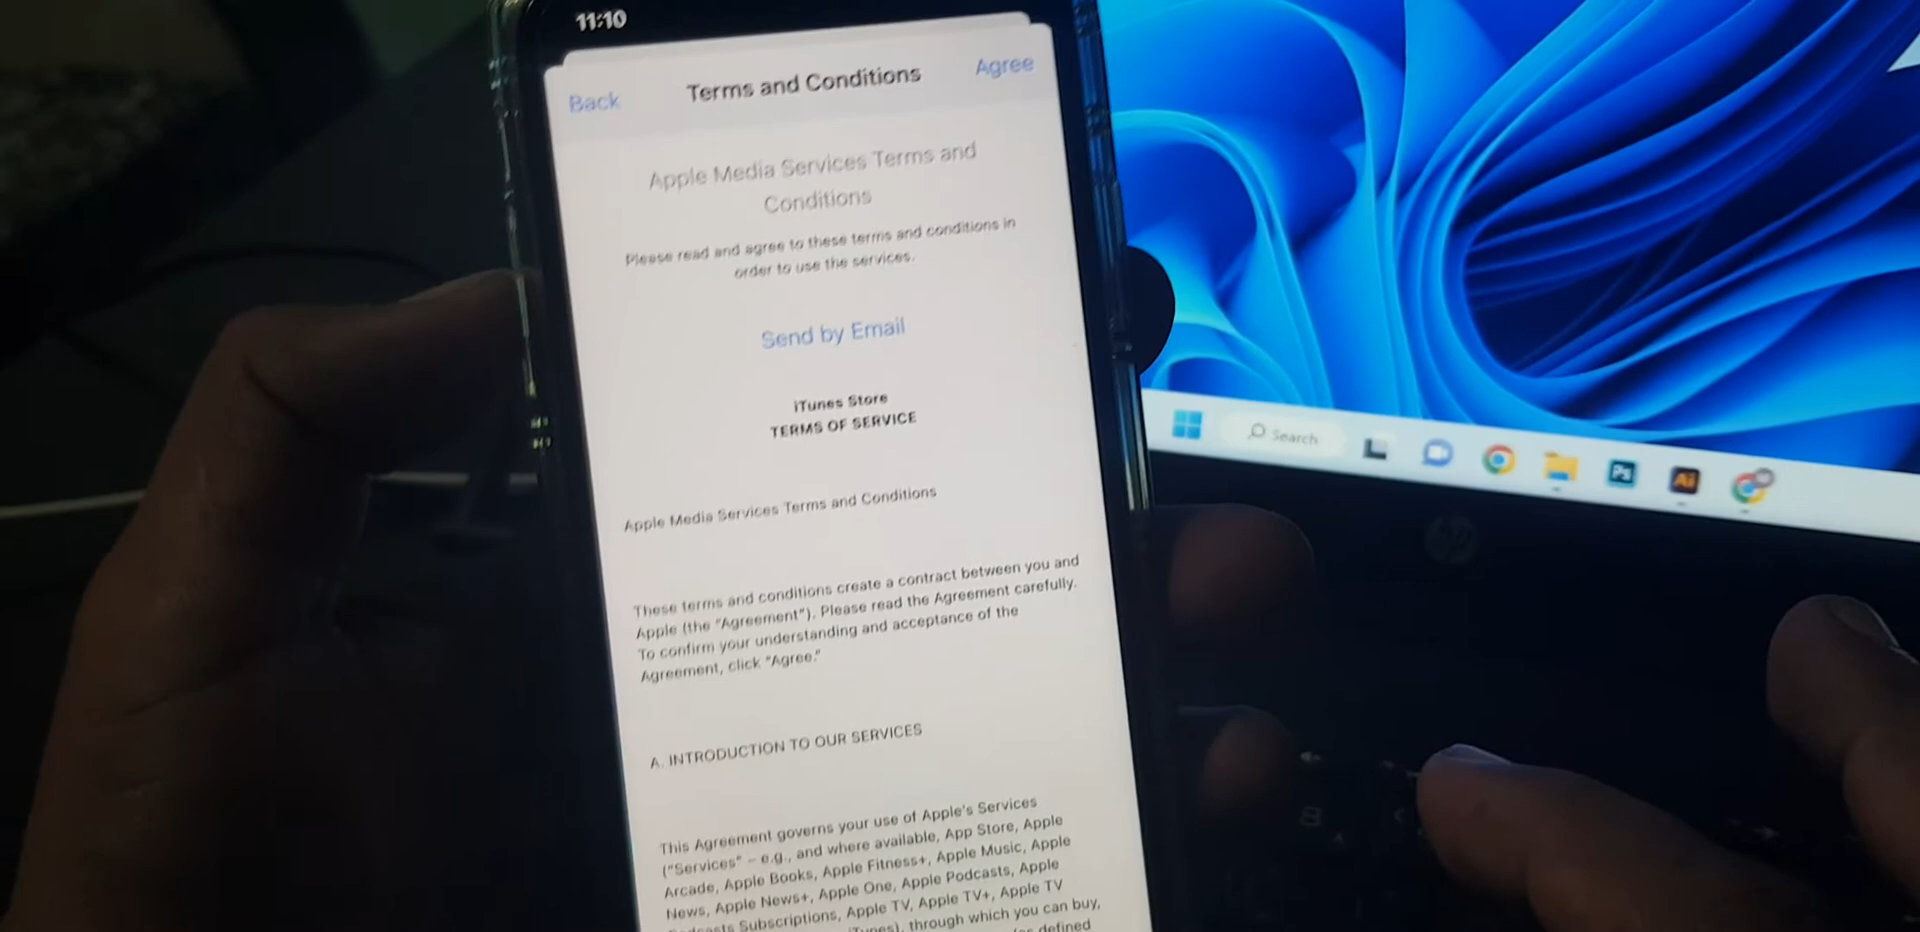 11:10
Back
Terms and Conditions
Agree
Apple Media Services Terms and
Conditions
Please read and agree to these terms and conditions in
order to use the services.
Send by Email
iTunes Store
TERMS OF SERVICE
Apple Media Services Terms and Conditions
These terms and conditions create a contract between you and
Apple (the “Agreement”). Please read the Agreement carefully.
To confirm your understanding and acceptance of the
Agreement, click “Agree.”
A. INTRODUCTION TO OUR SERVICES
This Agreement governs your use of Apple’s Services
(“Services” – e.g., and where available, App Store, Apple
Arcade, Apple Books, Apple Fitness+, Apple Music, Apple
News, Apple News+, Apple One, Apple Podcasts, Apple
Podcasts Subscriptions, Apple TV, Apple TV+, Apple TV
through which you can buy,
defined
Search
Ps
Ai
hp
B